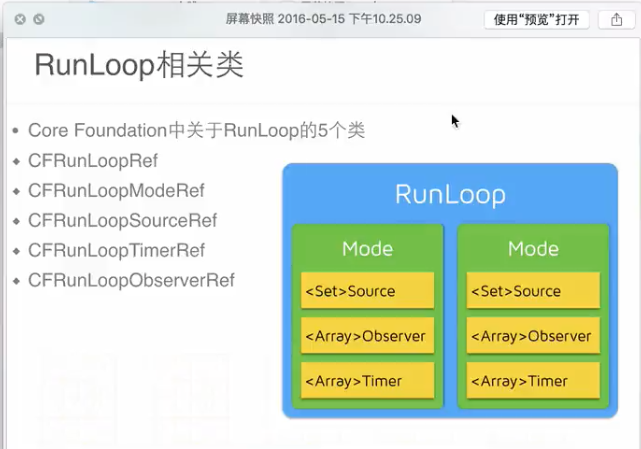 屏幕快照 2016-05-15 下午10.25.09
使用“预览”打开
RunLoop相关类
• Core Foundation中关于RunLoop的5个类
◆ CFRunLoopRef
◆ CFRunLoopModeRef
◆ CFRunLoopSourceRef
◆ CFRunLoopTimerRef
◆ CFRunLoopObserverRef
RunLoop
Mode
<Set>Source
<Array>Observer
<Array>Timer
Mode
<Set>Source
<Array>Observer
<Array>Timer